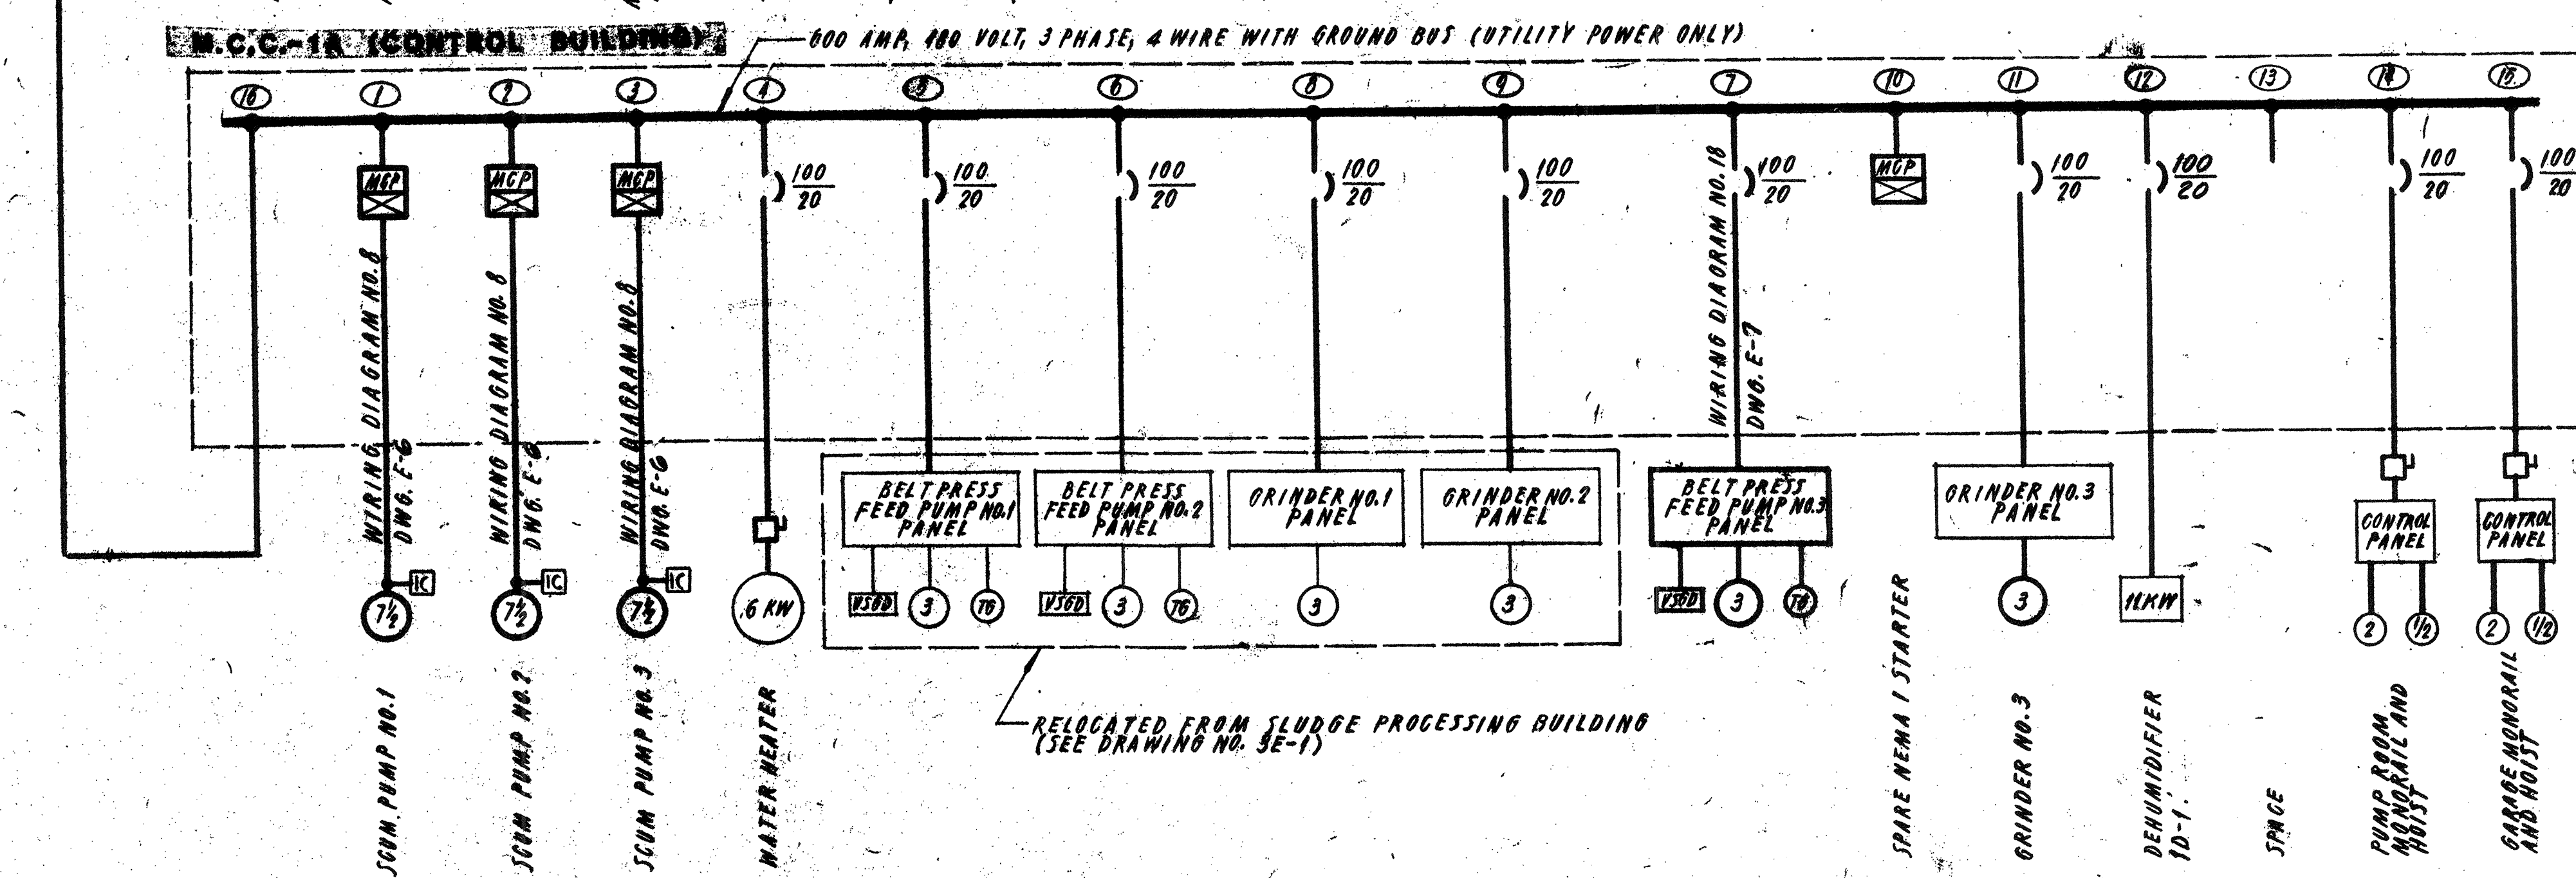 M.C.C.-1A (CONTROL BUILDING)
600 AMP, 480 VOLT, 3 PHASE, 4 WIRE WITH GROUND BUS (UTILITY POWER ONLY)
16
1
2
3
4
5
6
8
9
7
10
11
12
13
14
15
MCP
MCP
MCP
100
20
100
20
100
20
100
20
100
20
100
20
MCP
100
20
100
20
100
20
100
20
WIRING DIAGRAM NO.8
DWG. E-6
WIRING DIAGRAM NO.8
DWG. E-6
WIRING DIAGRAM NO.8
DWG. E-6
WIRING DIAGRAM NO.18
DWG. E-7
BELT PRESS
FEED PUMP NO.1
PANEL
BELT PRESS
FEED PUMP NO.2
PANEL
GRINDER NO.1
PANEL
GRINDER NO.2
PANEL
BELT PRESS
FEED PUMP NO.3
PANEL
GRINDER NO.3
PANEL
CONTROL
PANEL
CONTROL
PANEL
IC
7½
IC
7½
IC
7½
6 KW
VSGD
3
TG
VSGD
3
TG
3
3
VSGD
3
TG
3
2
1/2
2
1/2
SCUM PUMP NO.1
SCUM PUMP NO.2
SCUM PUMP NO.3
WATER HEATER
RELOCATED FROM SLUDGE PROCESSING BUILDING
(SEE DRAWING NO. 5E-1)
SPARE NEMA 1 STARTER
GRINDER NO.3
DEHUMIDIFIER
1D-1.
SPACE
PUMP ROOM
MONORAIL AND
HOIST
GARAGE MONORAIL
AND HOIST